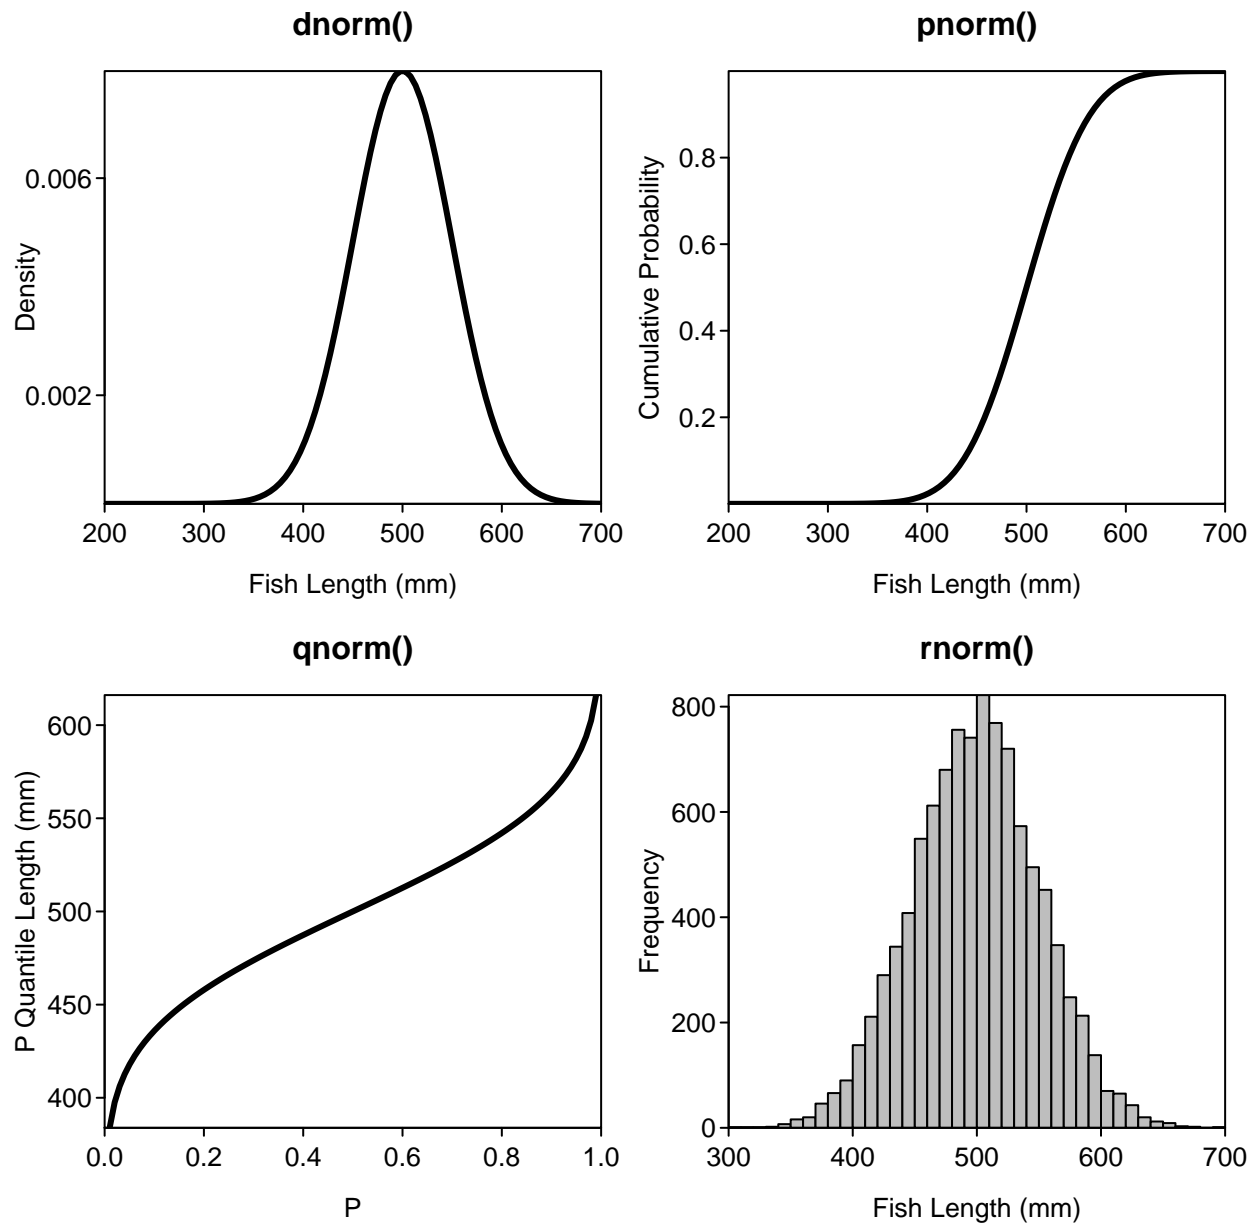 dnorm()
0.006
0.002
Density
200 300 400 500 600 700
Fish Length (mm)
pnorm()
0.8
0.6
0.4
0.2
Cumulative Probability
200 300 400 500 600 700
Fish Length (mm)
qnorm()
600
550
500
450
400
P Quantile Length (mm)
0.0 0.2 0.4 0.6 0.8 1.0
P
rnorm()
800
600
400
200
0
Frequency
300 400 500 600 700
Fish Length (mm)